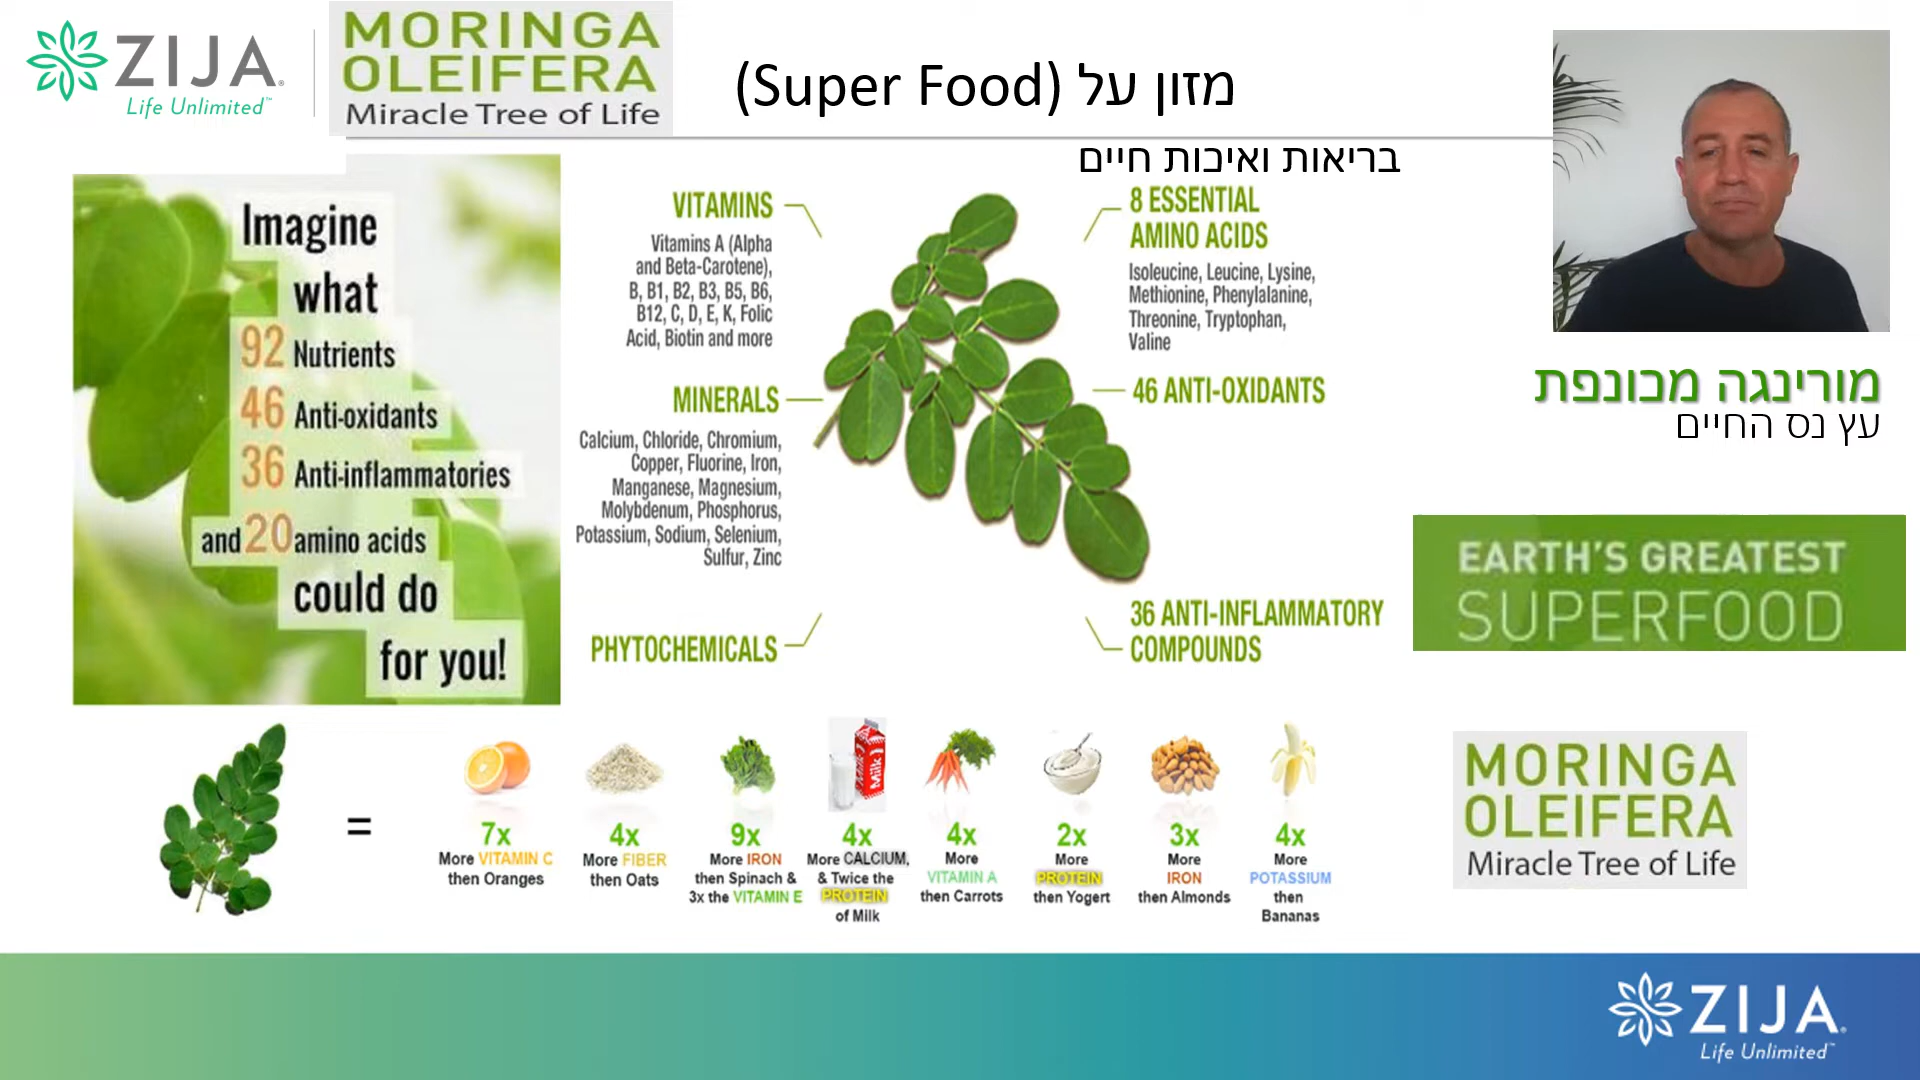 ZIJA®
Life Unlimited™
MORINGA
OLEIFERA
Miracle Tree of Life
מזון על (Super Food)
בריאות ואיכות חיים
Imagine
what
92 Nutrients
46 Anti-oxidants
36 Anti-inflammatories
and 20 amino acids
could do
for you!
VITAMINS
Vitamins A (Alpha
and Beta-Carotene),
B, B1, B2, B3, B5, B6,
B12, C, D, E, K, Folic
Acid, Biotin and more
MINERALS
Calcium, Chloride, Chromium,
Copper, Fluorine, Iron,
Manganese, Magnesium,
Molybdenum, Phosphorus,
Potassium, Sodium, Selenium,
Sulfur, Zinc
PHYTOCHEMICALS
8 ESSENTIAL
AMINO ACIDS
Isoleucine, Leucine, Lysine,
Methionine, Phenylalanine,
Threonine, Tryptophan,
Valine
46 ANTI-OXIDANTS
36 ANTI-INFLAMMATORY
COMPOUNDS
מורינגה מכונפת
עץ נס החיים
EARTH'S GREATEST
SUPERFOOD
=
7x
More VITAMIN C
then Oranges
4x
More FIBER
then Oats
9x
More IRON
then Spinach &
3x the VITAMIN E
Milk
4x
More CALCIUM,
& Twice the
PROTEIN
of Milk
4x
More
VITAMIN A
then Carrots
2x
More
PROTEIN
then Yogert
3x
More
IRON
then Almonds
4x
More
POTASSIUM
then
Bananas
MORINGA
OLEIFERA
Miracle Tree of Life
ZIJA®
Life Unlimited™